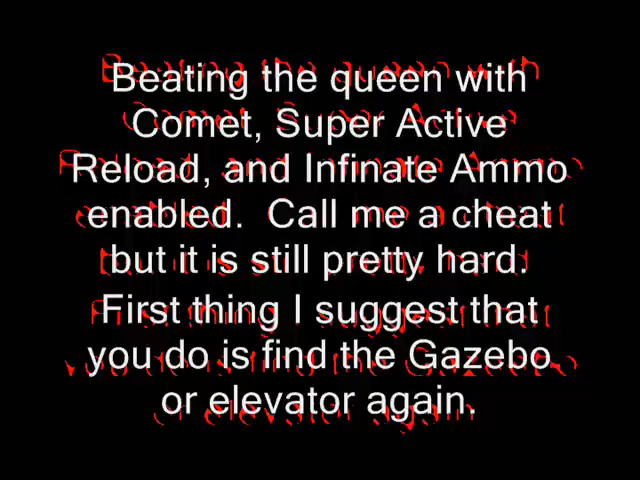 Beating the queen with
Comet, Super Active
Reload, and Infinate Ammo
enabled.  Call me a cheat
but it is still pretty hard.
First thing I suggest that
you do is find the Gazebo
or elevator again.